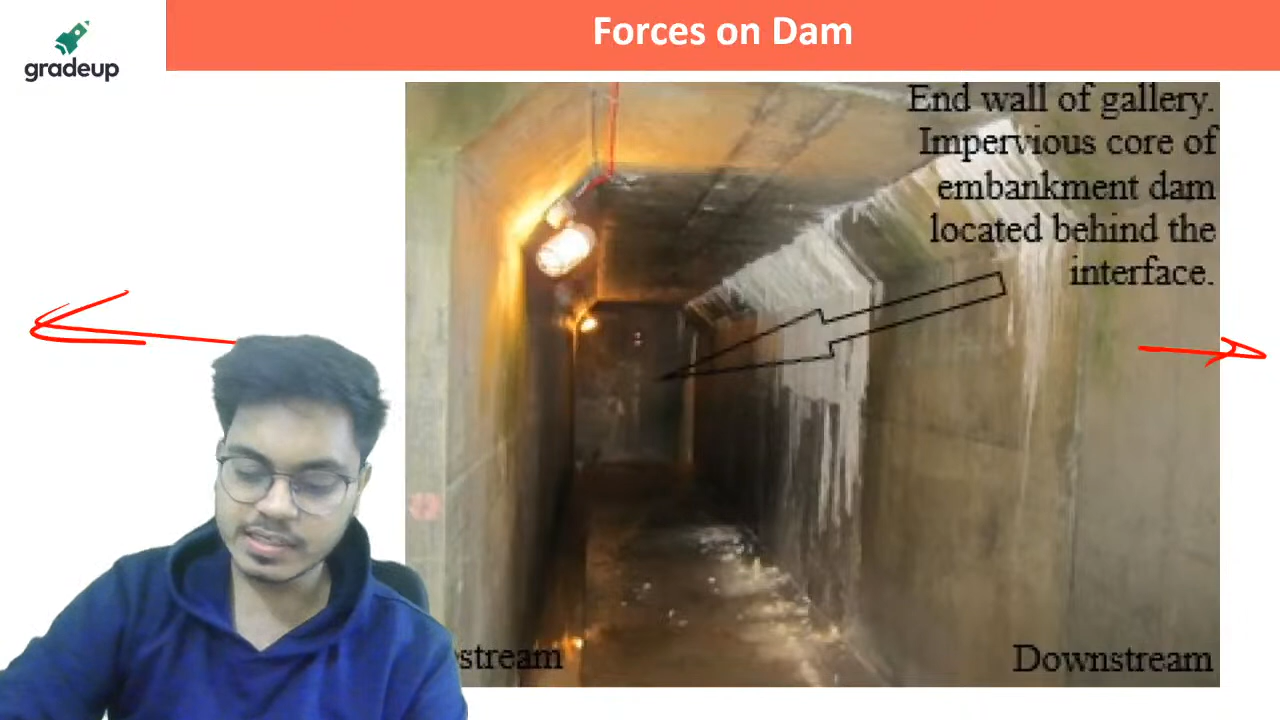 Forces on Dam
gradeup
End wall of gallery.
Impervious core of
embankment dam
located behind the
interface.
stream
Downstream